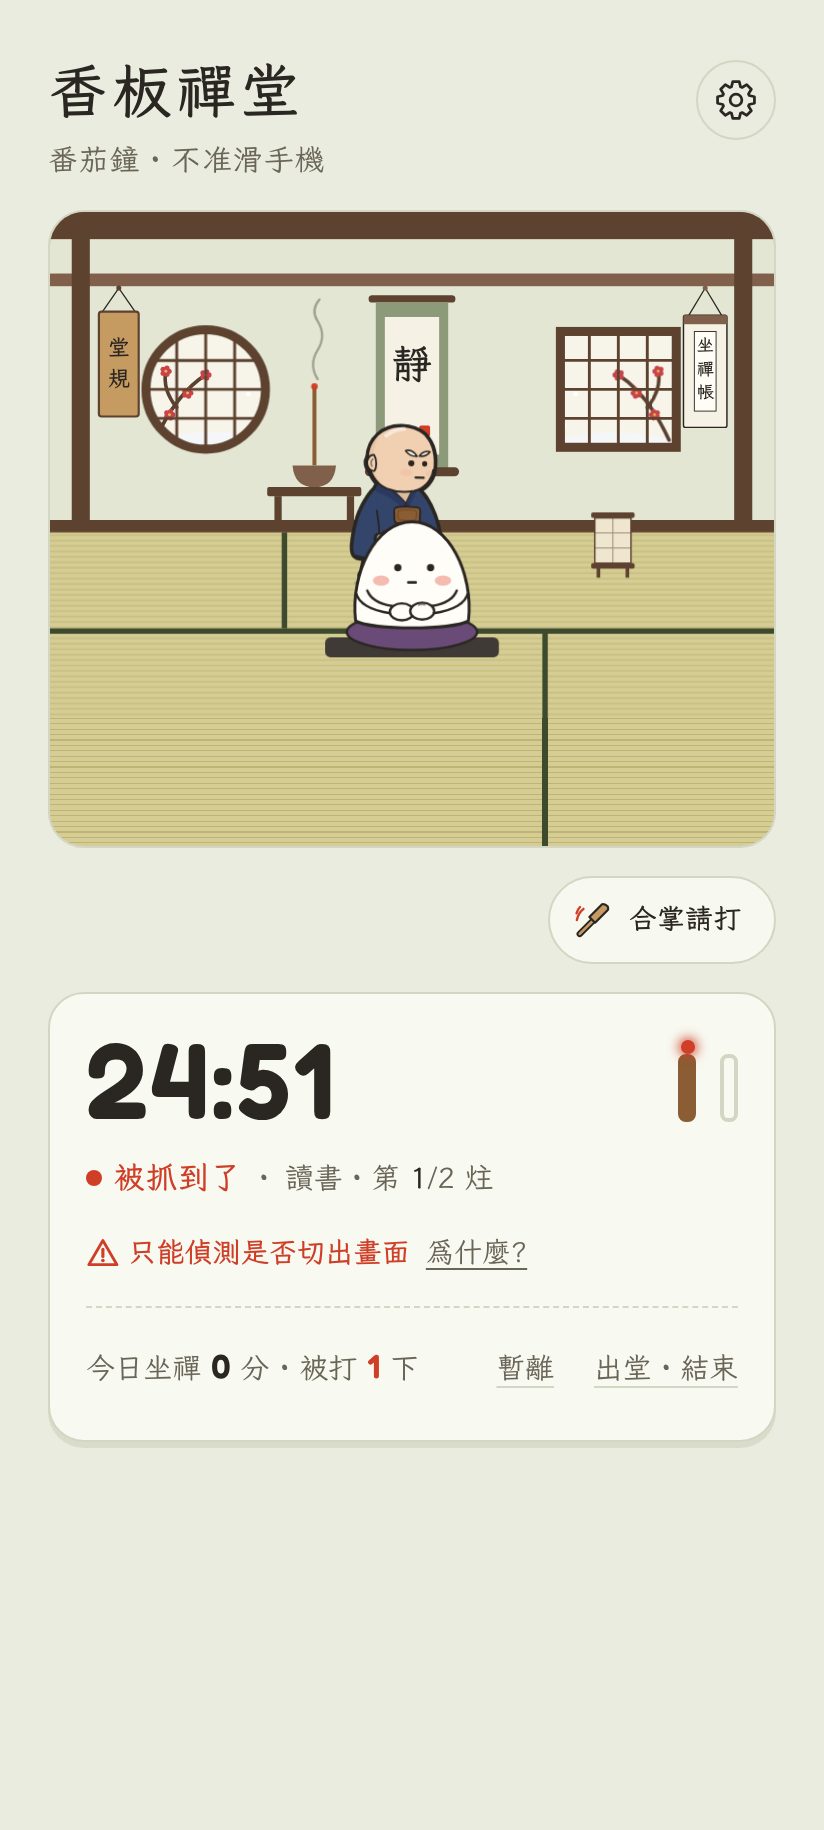 香板禪堂
番茄鐘・不准滑手機
堂規
靜
坐禪帳
合掌請打
24:51
被抓到了・讀書・第 1/2 炷
只能偵測是否切出畫面 為什麼?
今日坐禪 0 分・被打 1 下 暫離 出堂・結束